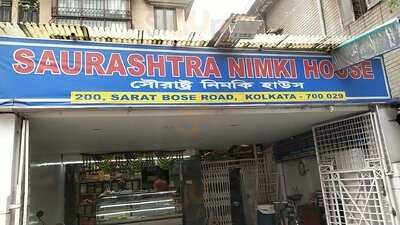 SAURASHTRA NIMKI HOUSE
সৌরাষ্ট্র নিমকি হাউস
200, SARAT BOSE ROAD, KOLKATA - 700 029